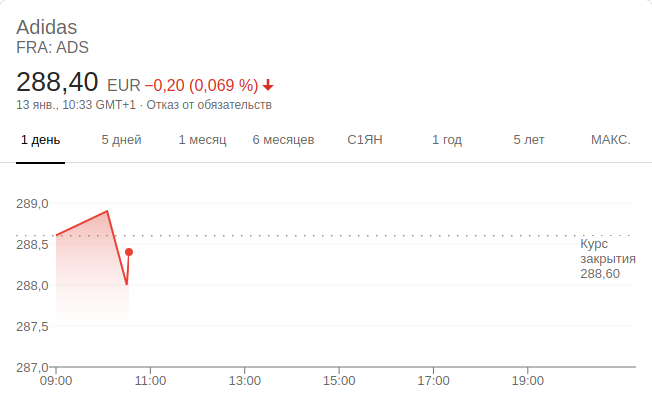 Adidas
FRA: ADS
288,40 EUR −0,20 (0,069 %)
13 янв., 10:33 GMT+1 · Отказ от обязательств
1 день 5 дней 1 месяц 6 месяцев С1ЯН 1 год 5 лет МАКС.
289,0
288,5
288,0
287,5
287,0
Курс
закрытия
288,60
09:00 11:00 13:00 15:00 17:00 19:00